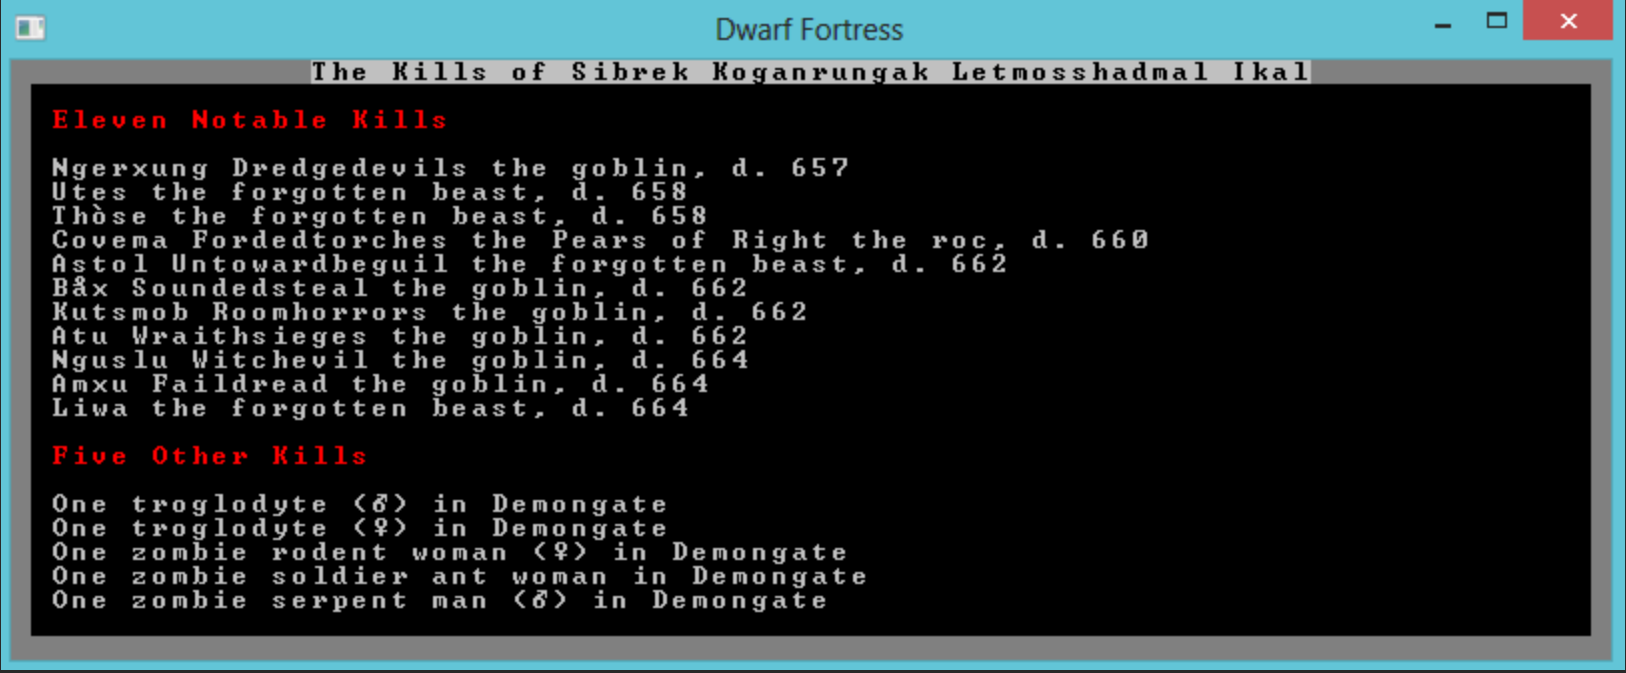 Dwarf Fortress
The Kills of Sibrek Koganrungak Letmosshadmal Ikal
Eleven Notable Kills
Ngerxung Dredgedevils the goblin, d. 657
Utes the forgotten beast, d. 658
Thòse the forgotten beast, d. 658
Covema Fordedtorches the Pears of Right the roc, d. 660
Astol Untowardbeguil the forgotten beast, d. 662
Båx Soundedsteal the goblin, d. 662
Kutsmob Roomhorrors the goblin, d. 662
Atu Wraithsieges the goblin, d. 662
Nguslu Witchevil the goblin, d. 664
Amxu Faildread the goblin, d. 664
Liwa the forgotten beast, d. 664
Five Other Kills
One troglodyte (♂) in Demongate
One troglodyte (♀) in Demongate
One zombie rodent woman (♀) in Demongate
One zombie soldier ant woman in Demongate
One zombie serpent man (♂) in Demongate